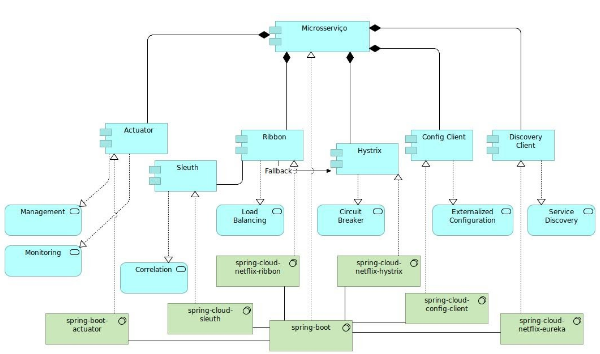 Microsserviço
Actuator
Ribbon
Hystrix
Config Client
Discovery
Client
Sleuth
Fallback
Management
Load
Balancing
Circuit
Breaker
Externalized
Configuration
Service
Discovery
Monitoring
Correlation
spring-cloud-
netflix-ribbon
spring-cloud-
netflix-hystrix
spring-boot-
actuator
spring-cloud-
sleuth
spring-boot
spring-cloud-
config-client
spring-cloud-
netflix-eureka